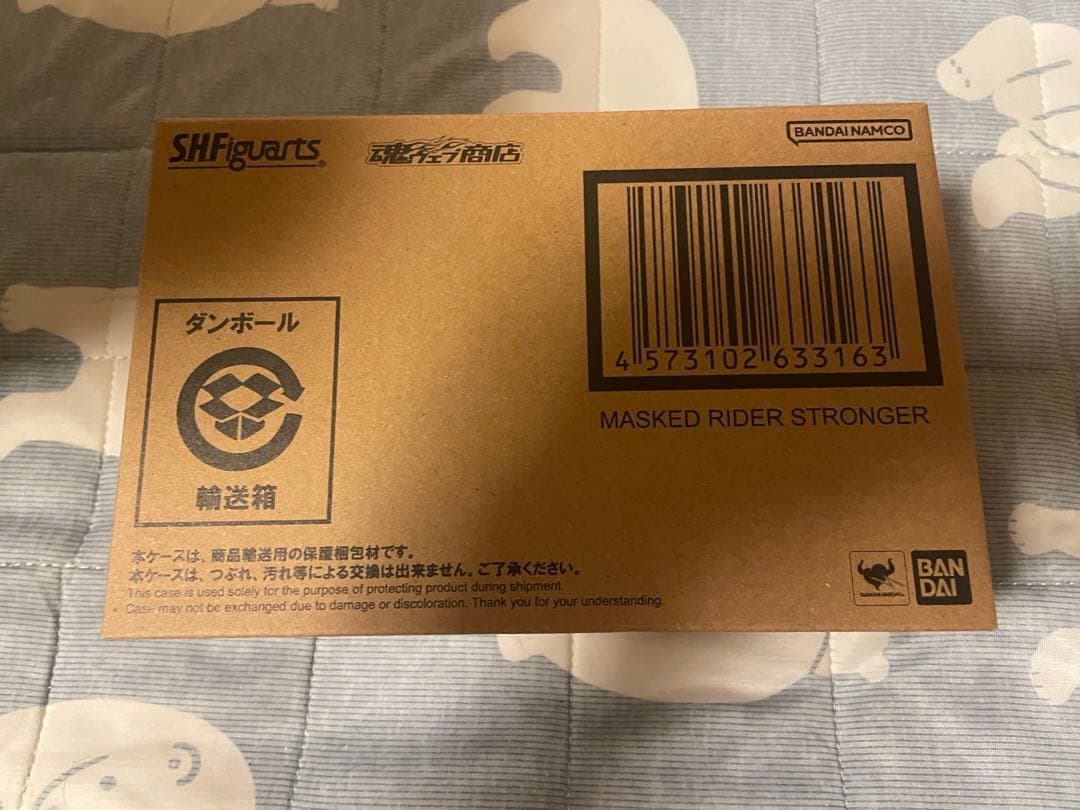 S.H.Figuarts®
魂ウェブ商店
BANDAI NAMCO
4 573102 633163
MASKED RIDER STRONGER
ダンボール
輸送箱
本ケースは、商品輸送用の保護梱包材です。
本ケースは、つぶれ、汚れ等による交換は出来ません。ご了承ください。
This case is used solely for the purpose of protecting product during shipment.
Case may not be exchanged due to damage or discoloration. Thank you for your understanding.
BAN
DAI